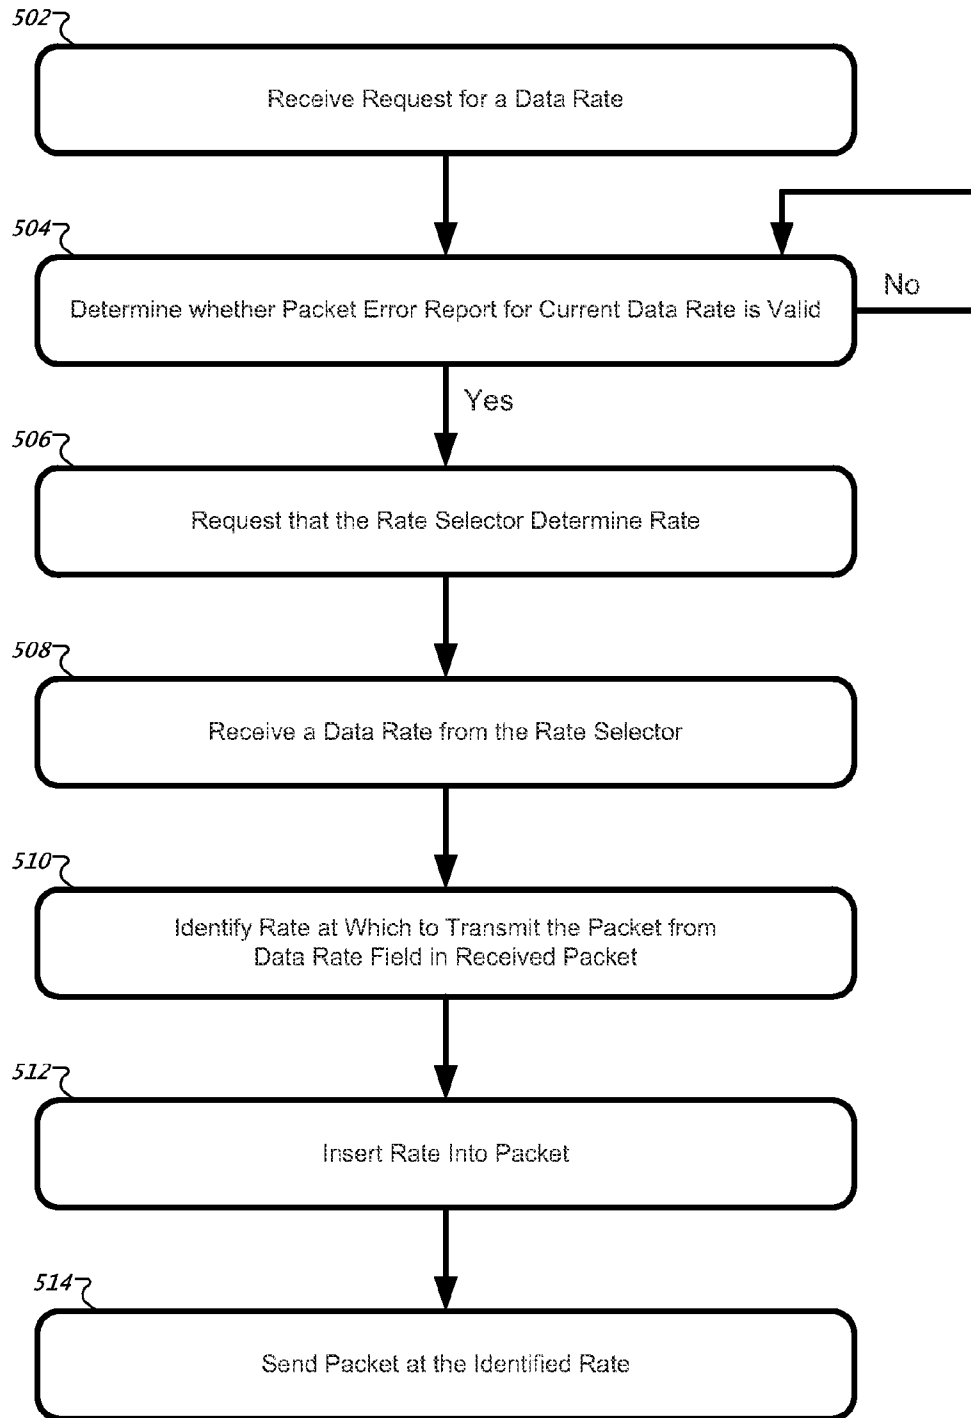 502
Receive Request for a Data Rate
504
Determine whether Packet Error Report for Current Data Rate is Valid
No
Yes
506
Request that the Rate Selector Determine Rate
508
Receive a Data Rate from the Rate Selector
510
Identify Rate at Which to Transmit the Packet from
Data Rate Field in Received Packet
512
Insert Rate Into Packet
514
Send Packet at the Identified Rate